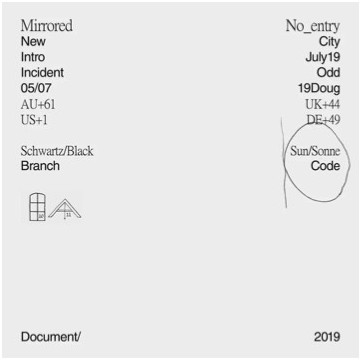 Mirrored No_entry
New City
Intro July19
Incident Odd
05/07 19Doug
AU+61 UK+44
US+1 DE+49
Schwartz/Black Sun/Sonne
Branch Code
Document/ 2019